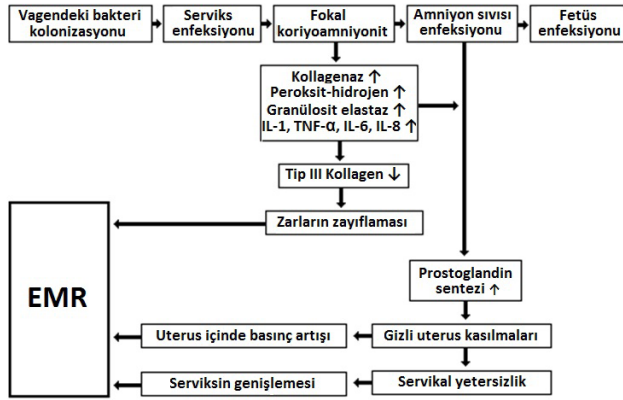 Vagendeki bakteri
kolonizasyonu
Serviks
enfeksiyonu
Fokal
koriyoamniyonit
Amniyon sıvısı
enfeksiyonu
Fetüs
enfeksiyonu
Kollagenaz ↑
Peroksit-hidrojen ↑
Granülosit elastaz ↑
IL-1, TNF-α, IL-6, IL-8 ↑
Tip III Kollagen ↓
Zarların zayıflaması
EMR
Prostoglandin
sentezi ↑
Uterus içinde basınç artışı
Gizli uterus kasılmaları
Serviksin genişlemesi
Servikal yetersizlik